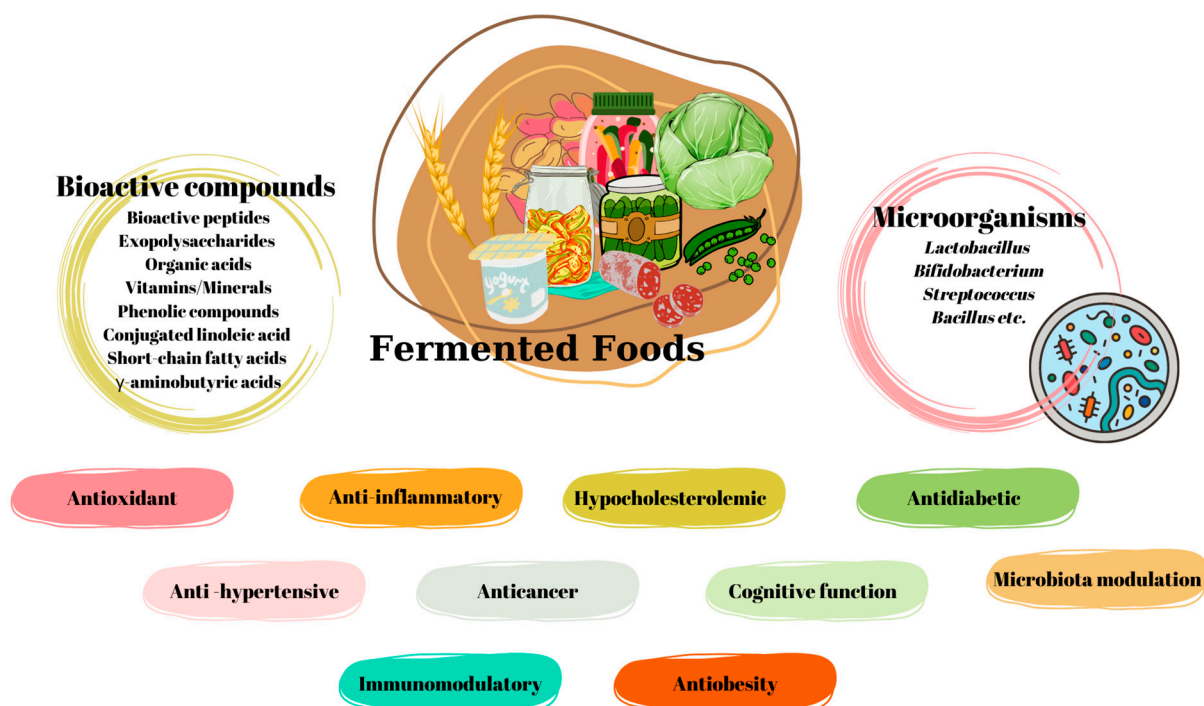 Bioactive compounds
Bioactive peptides
Exopolysaccharides
Organic acids
Vitamins/Minerals
Phenolic compounds
Conjugated linoleic acid
Short-chain fatty acids
γ-aminobutyric acids
yogurt
Fermented Foods
Microorganisms
Lactobacillus
Bifidobacterium
Streptococcus
Bacillus etc.
Antioxidant
Anti-inflammatory
Hypocholesterolemic
Antidiabetic
Anti -hypertensive
Anticancer
Cognitive function
Microbiota modulation
Immunomodulatory
Antiobesity